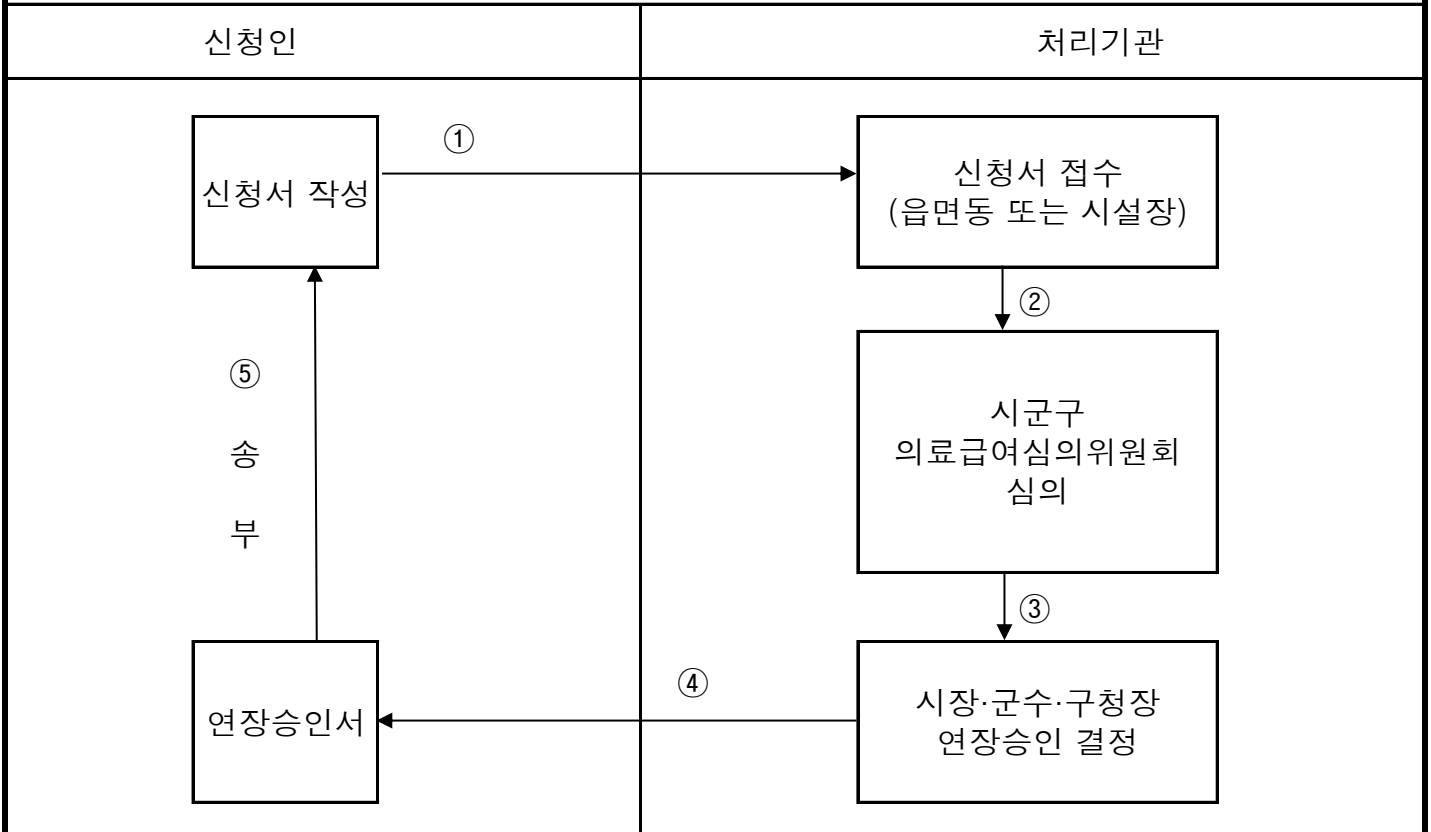 신청인
처리기관
신청서 작성
①
신청서 접수
(읍면동 또는 시설장)
②
시군구
의료급여심의위원회
심의
③
시장·군수·구청장
연장승인 결정
④
연장승인서
⑤
송
부